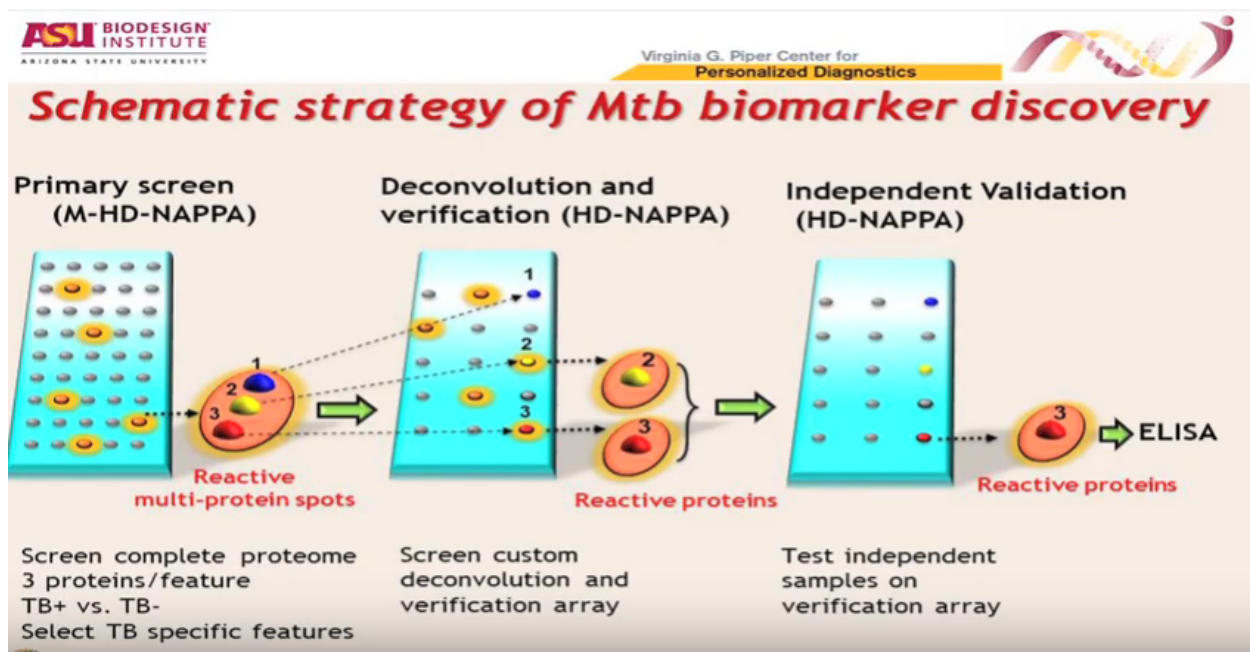 ASU BIODESIGN
INSTITUTE
ARIZONA STATE UNIVERSITY
Virginia G. Piper Center for
Personalized Diagnostics
Schematic strategy of Mtb biomarker discovery
Primary screen
(M-HD-NAPPA)
1
2
3
Reactive
multi-protein spots
Screen complete proteome
3 proteins/feature
TB+ vs. TB-
Select TB specific features
Deconvolution and
verification (HD-NAPPA)
1
2
3
2
3
Reactive proteins
Screen custom
deconvolution and
verification array
Independent Validation
(HD-NAPPA)
3
ELISA
Reactive proteins
Test independent
samples on
verification array